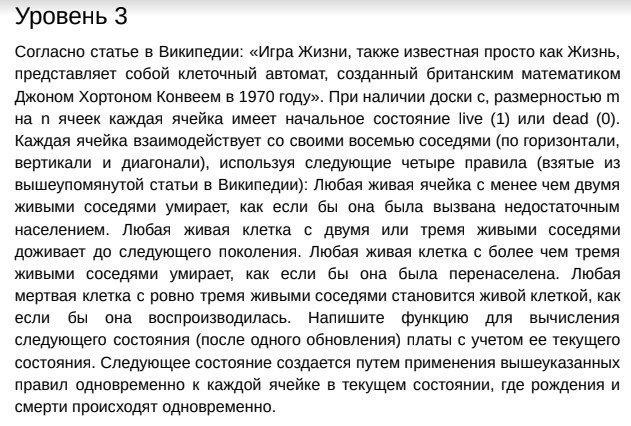 Уровень 3
Согласно статье в Википедии: «Игра Жизни, также известная просто как Жизнь,
представляет собой клеточный автомат, созданный британским математиком
Джоном Хортоном Конвеем в 1970 году». При наличии доски с, размерностью m
на n ячеек каждая ячейка имеет начальное состояние live (1) или dead (0).
Каждая ячейка взаимодействует со своими восемью соседями (по горизонтали,
вертикали и диагонали), используя следующие четыре правила (взятые из
вышеупомянутой статьи в Википедии): Любая живая ячейка с менее чем двумя
живыми соседями умирает, как если бы она была вызвана недостаточным
населением. Любая живая клетка с двумя или тремя живыми соседями
доживает до следующего поколения. Любая живая клетка с более чем тремя
живыми соседями умирает, как если бы она была перенаселена. Любая
мертвая клетка с ровно тремя живыми соседями становится живой клеткой, как
если бы она воспроизводилась. Напишите функцию для вычисления
следующего состояния (после одного обновления) платы с учетом ее текущего
состояния. Следующее состояние создается путем применения вышеуказанных
правил одновременно к каждой ячейке в текущем состоянии, где рождения и
смерти происходят одновременно.